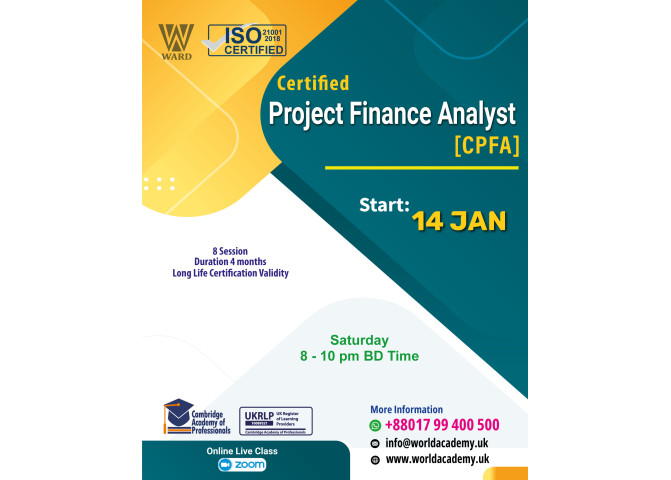 WARD
ISO 21001 2018
CERTIFIED
Certified
Project Finance Analyst
[CPFA]
Start:
14 JAN
8 Session
Duration 4 months
Long Life Certification Validity
Saturday
8 - 10 pm BD Time
Cambridge
Academy of
Professionals
UKRLP
UK Register
of Learning
Providers
Cambridge Academy of Professionals
More Information
+88017 99 400 500
info@worldacademy.uk
www.worldacademy.uk
Online Live Class
zoom